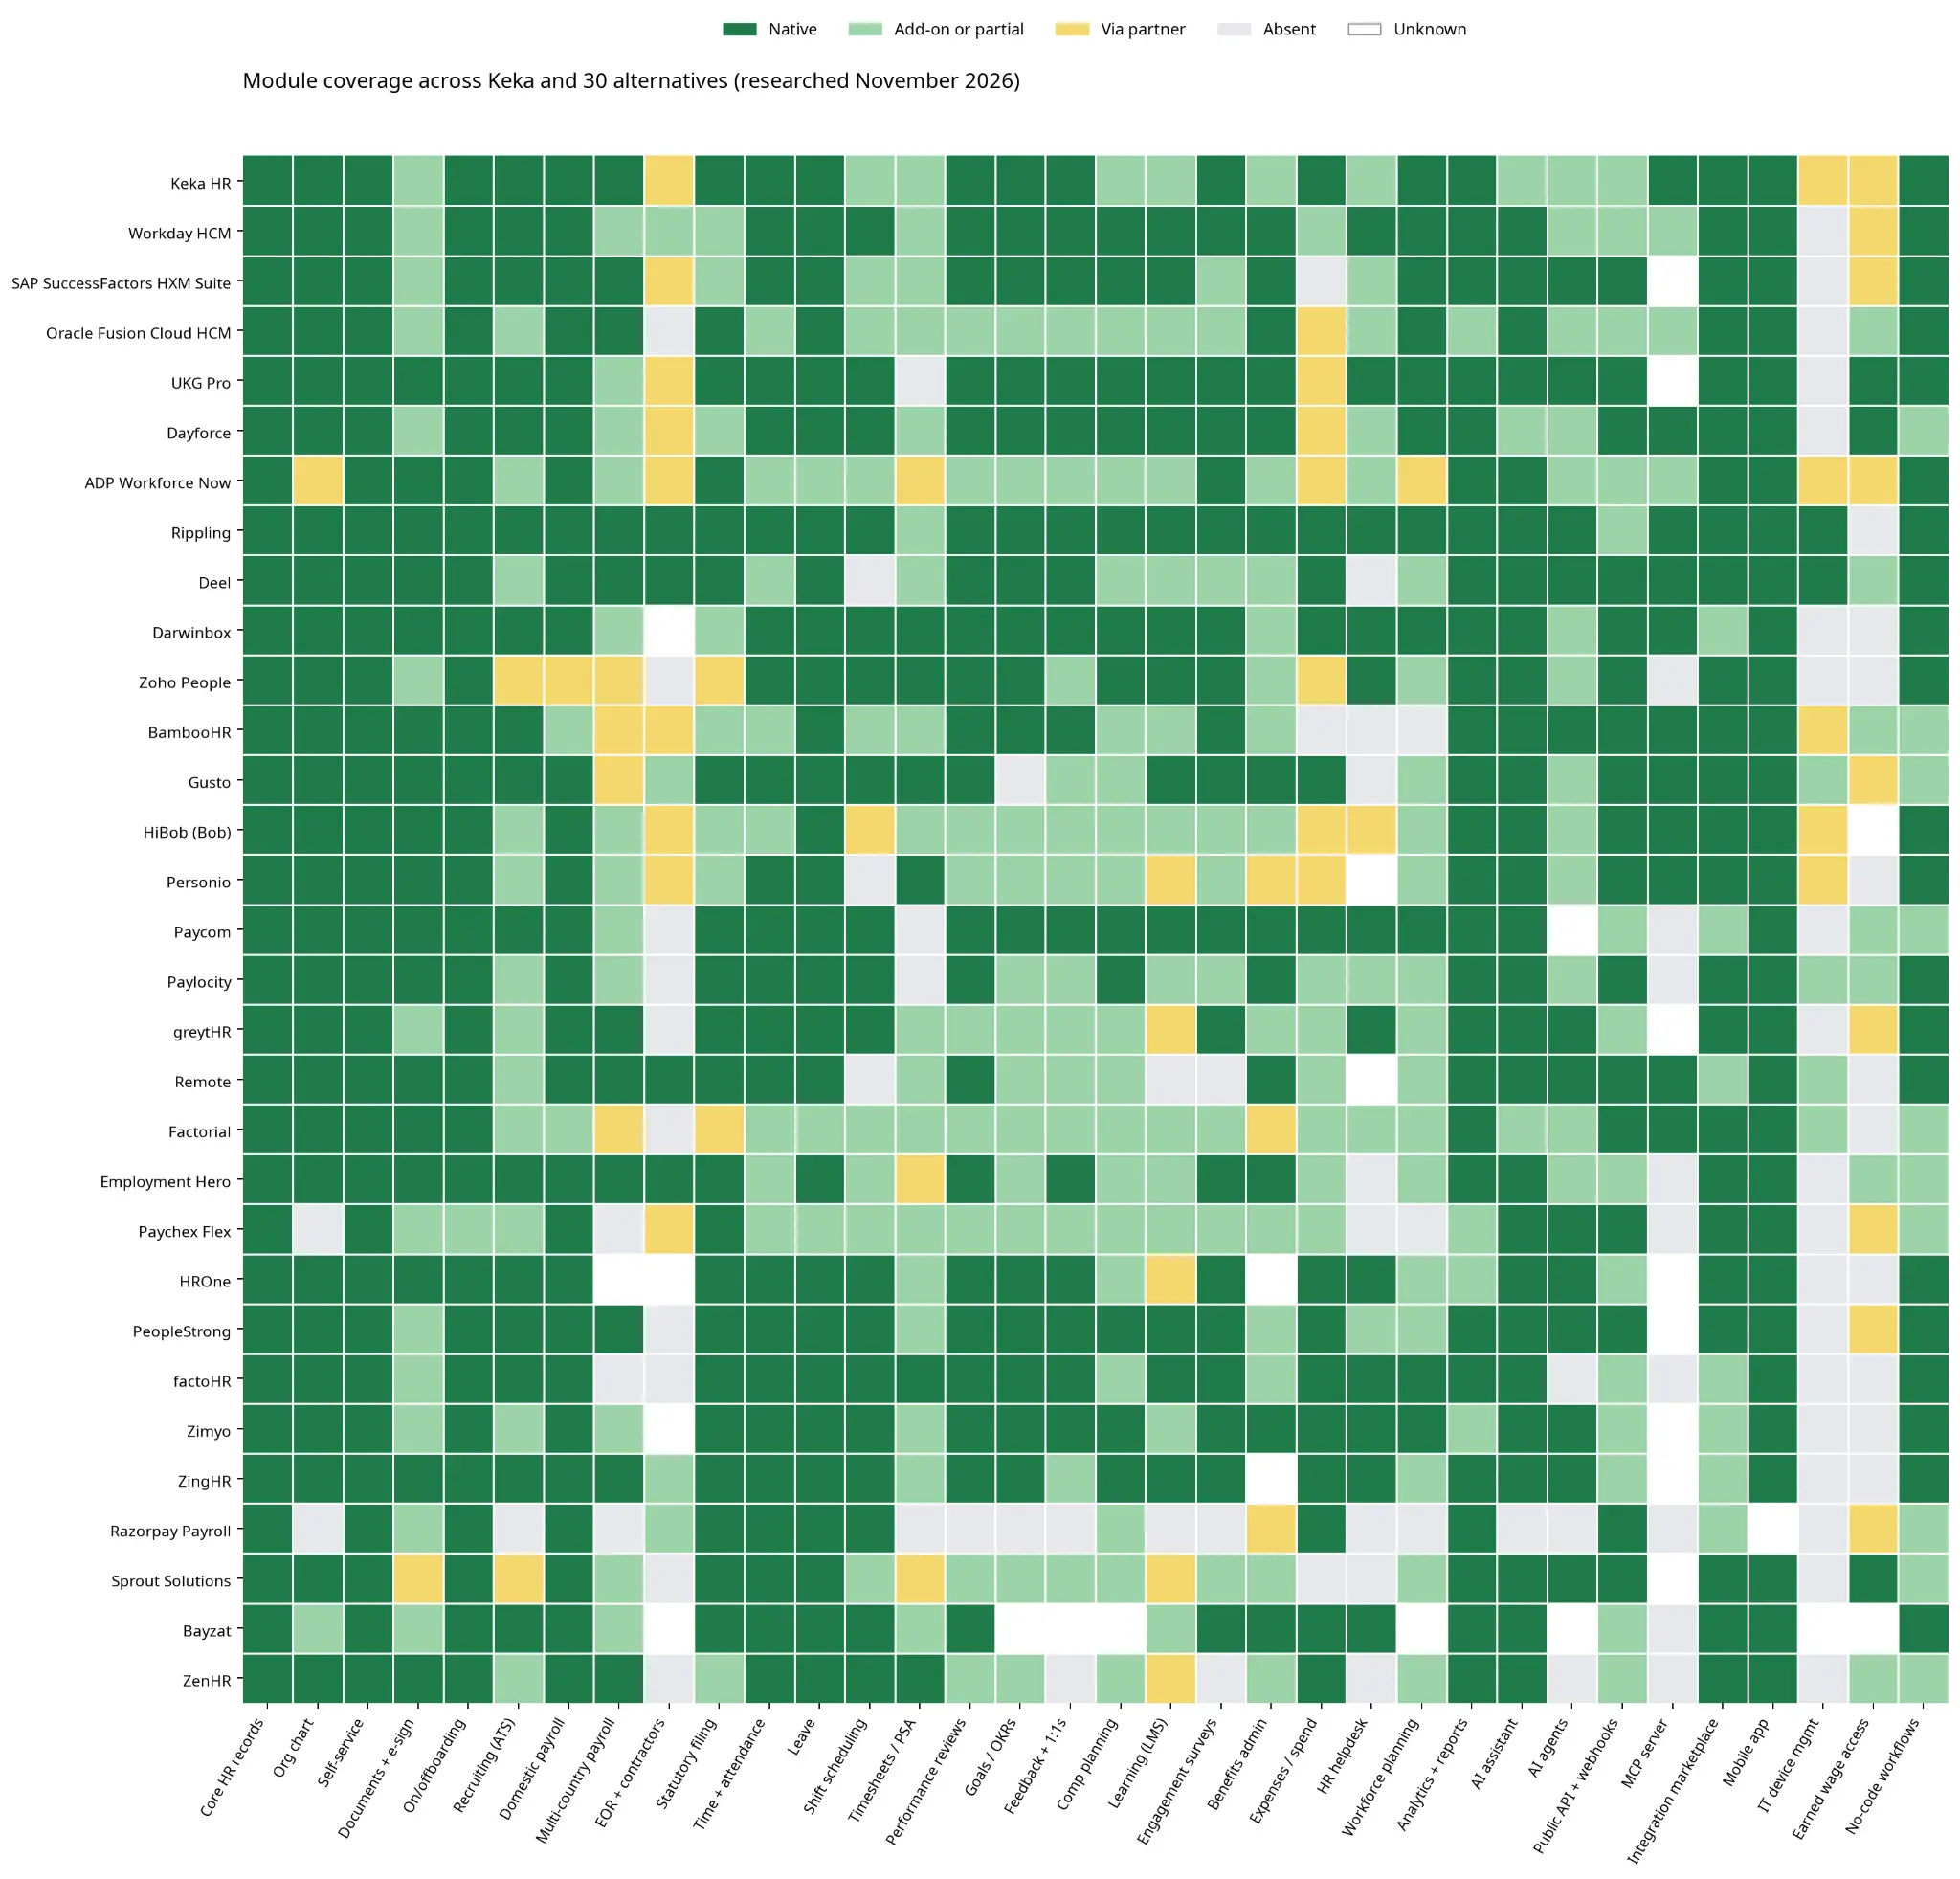 Native Add-on or partial Via partner Absent Unknown
Module coverage across Keka and 30 alternatives (researched November 2026)
Keka HR
Workday HCM
SAP SuccessFactors HXM Suite
Oracle Fusion Cloud HCM
UKG Pro
Dayforce
ADP Workforce Now
Rippling
Deel
Darwinbox
Zoho People
BambooHR
Gusto
HiBob (Bob)
Personio
Paycom
Paylocity
greytHR
Remote
Factorial
Employment Hero
Paychex Flex
HROne
PeopleStrong
factoHR
Zimyo
ZingHR
Razorpay Payroll
Sprout Solutions
Bayzat
ZenHR
Core HR records
Org chart
Self-service
Documents + e-sign
On/offboarding
Recruiting (ATS)
Domestic payroll
Multi-country payroll
EOR + contractors
Statutory filing
Time + attendance
Leave
Shift scheduling
Timesheets / PSA
Performance reviews
Goals / OKRs
Feedback + 1:1s
Comp planning
Learning (LMS)
Engagement surveys
Benefits admin
Expenses / spend
HR helpdesk
Workforce planning
Analytics + reports
AI assistant
AI agents
Public API + webhooks
MCP server
Integration marketplace
Mobile app
IT device mgmt
Earned wage access
No-code workflows